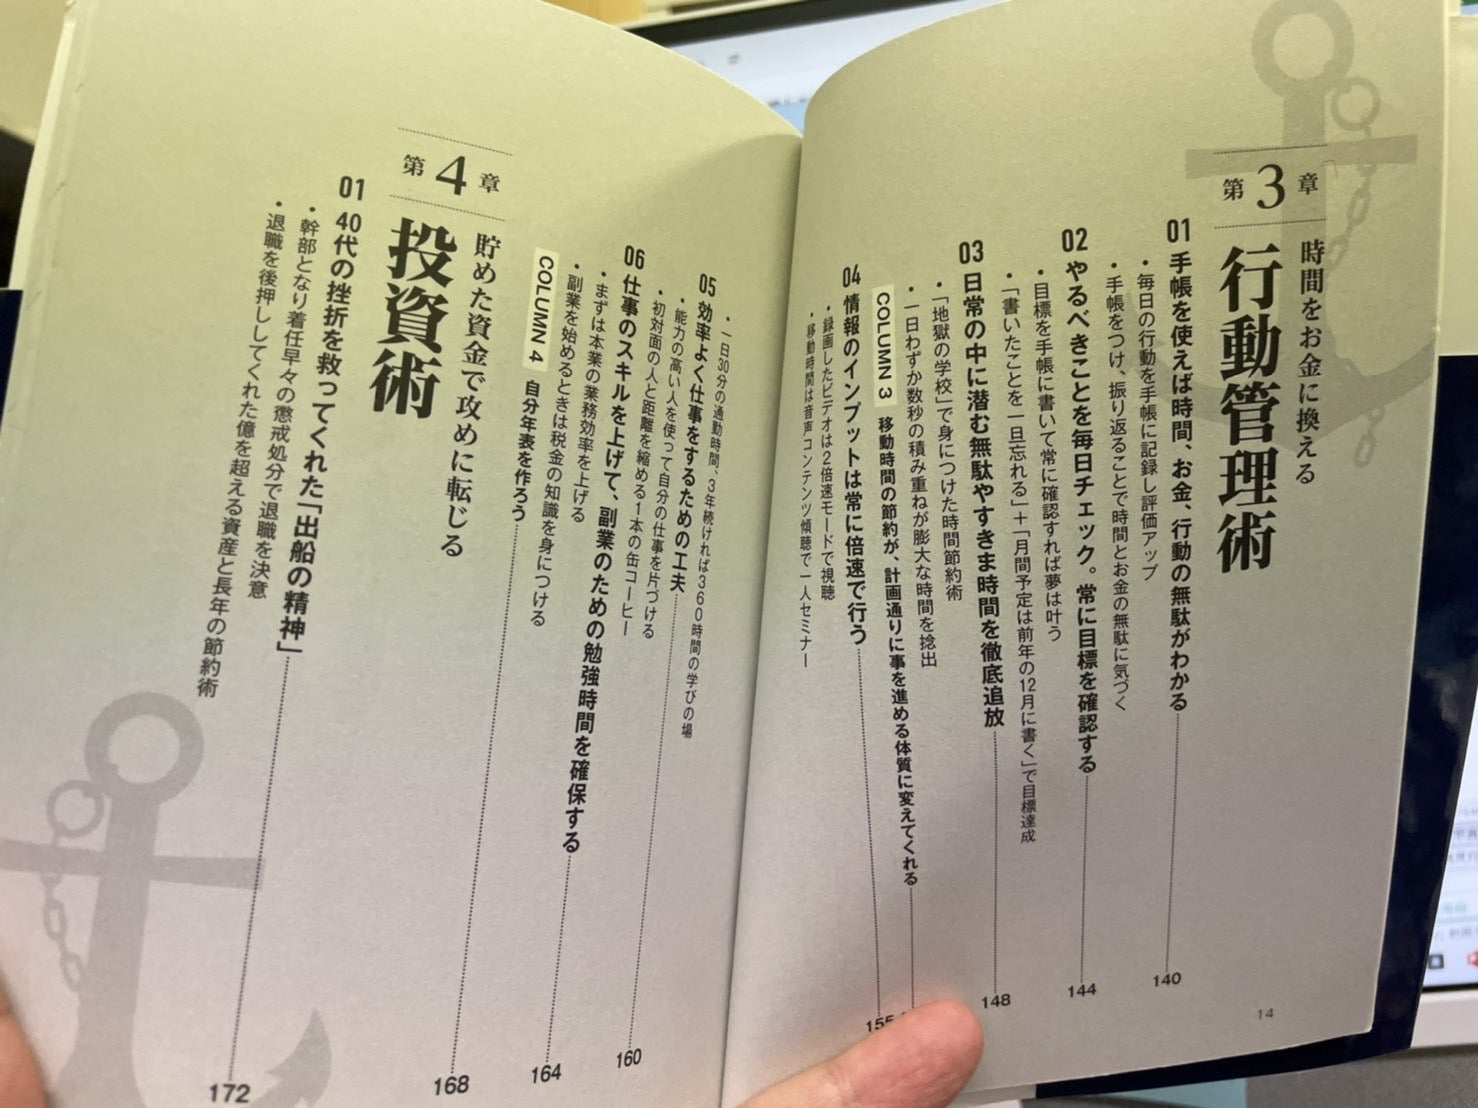 第3章
時間をお金に換える
行動管理術
01 手帳を使えば時間、お金、行動の無駄がわかる 140
・毎日の行動を手帳に記録し評価アップ
・手帳をつけ、振り返ることで時間とお金の無駄に気づく
02 やるべきことを毎日チェック。常に目標を確認する 144
・目標を手帳に書いて常に確認すれば夢は叶う
・「書いたことを一旦忘れる」+「月間予定は前年の12月に書く」で目標達成
03 日常の中に潜む無駄やすきま時間を徹底追放 148
・「地獄の学校」で身につけた時間節約術
・一日わずか数秒の積み重ねが膨大な時間を捻出
COLUMN 3 移動時間の節約が、計画通りに事を進める体質に変えてくれる
04 情報のインプットは常に倍速で行う 155
・録画したビデオは2倍速モードで視聴
・移動時間は音声コンテンツ傾聴で一人セミナー
14
・一日30分の通勤時間、3年続ければ360時間の学びの場
05 効率よく仕事をするための工夫 160
・能力の高い人を使って自分の仕事を片づける
・初対面の人と距離を縮める1本の缶コーヒー
06 仕事のスキルを上げて、副業のための勉強時間を確保する 164
・まずは本業の業務効率を上げる
・副業を始めるときは税金の知識を身につける
COLUMN 4 自分年表を作ろう 168
第4章
貯めた資金で攻めに転じる
投資術
01 40代の挫折を救ってくれた「出船の精神」 172
・幹部となり着任早々の懲戒処分で退職を決意
・退職を後押ししてくれた億を超える資産と長年の節約術